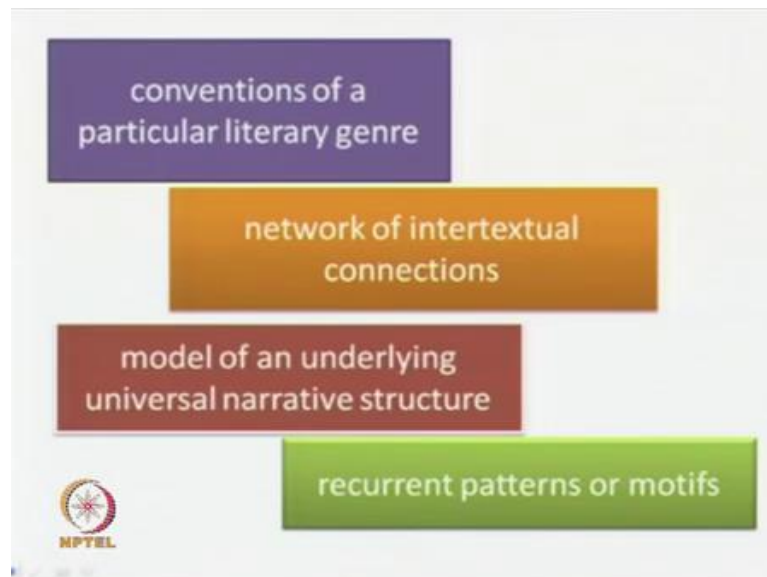 conventions of a
particular literary genre
network of intertextual
connections
model of an underlying
universal narrative structure
recurrent patterns or motifs
NPTEL